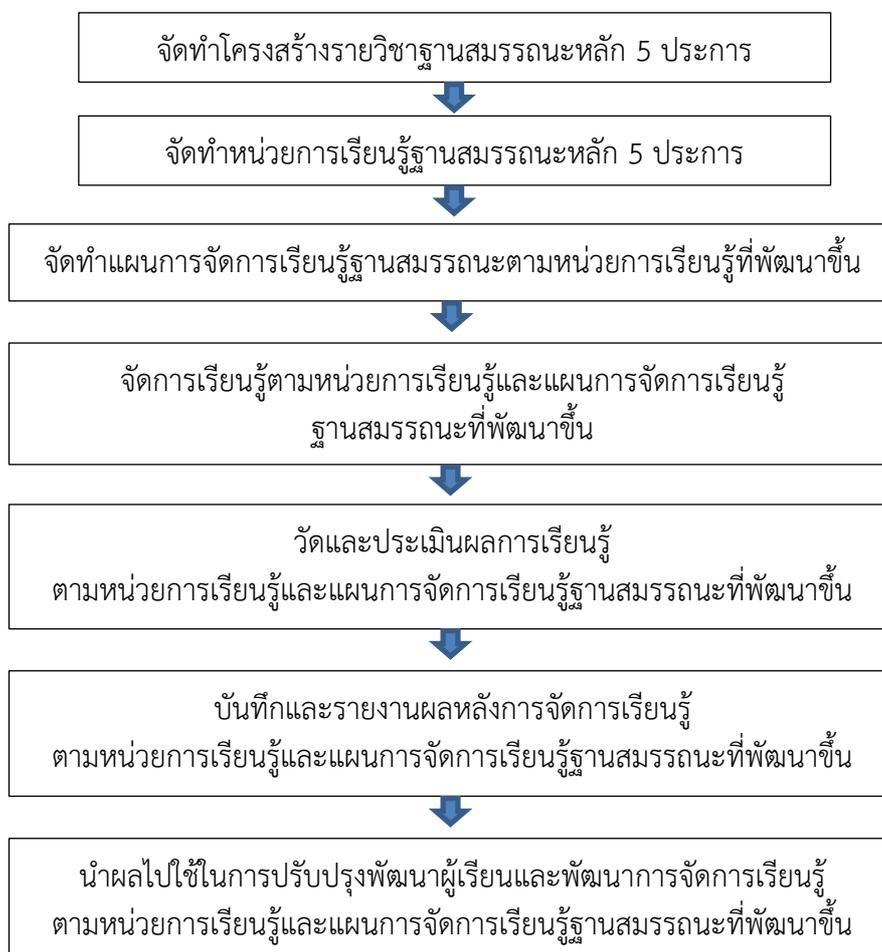 จัดทำโครงสร้างรายวิชาฐานสมรรถนะหลัก 5 ประการ
จัดทำหน่วยการเรียนรู้ฐานสมรรถนะหลัก 5 ประการ
จัดทำแผนการจัดการเรียนรู้ฐานสมรรถนะตามหน่วยการเรียนรู้ที่พัฒนาขึ้น
จัดการเรียนรู้ตามหน่วยการเรียนรู้และแผนการจัดการเรียนรู้
ฐานสมรรถนะที่พัฒนาขึ้น
วัดและประเมินผลการเรียนรู้
ตามหน่วยการเรียนรู้และแผนการจัดการเรียนรู้ฐานสมรรถนะที่พัฒนาขึ้น
บันทึกและรายงานผลหลังการจัดการเรียนรู้
ตามหน่วยการเรียนรู้และแผนการจัดการเรียนรู้ฐานสมรรถนะที่พัฒนาขึ้น
นำผลไปใช้ในการปรับปรุงพัฒนาผู้เรียนและพัฒนาการจัดการเรียนรู้
ตามหน่วยการเรียนรู้และแผนการจัดการเรียนรู้ฐานสมรรถนะที่พัฒนาขึ้น